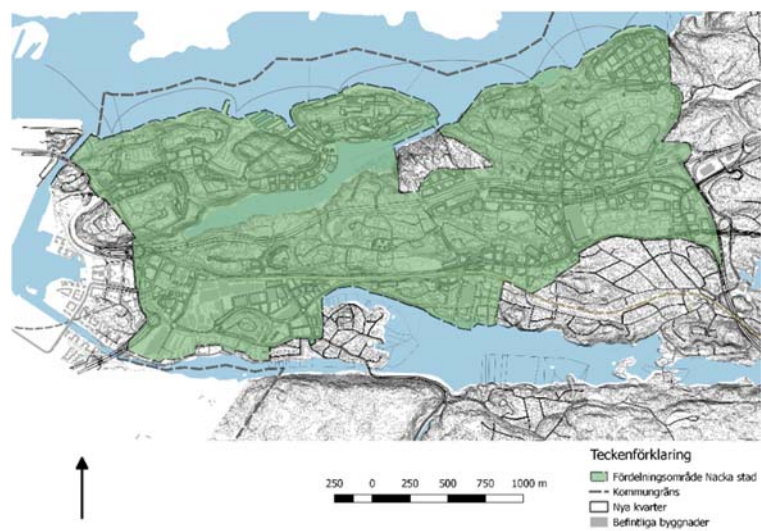 Teckenförklaring
Fördelningsområde Nacka stad
Kommungräns
Nya kvarter
Befintliga byggnader
250 0 250 500 750 1000 m